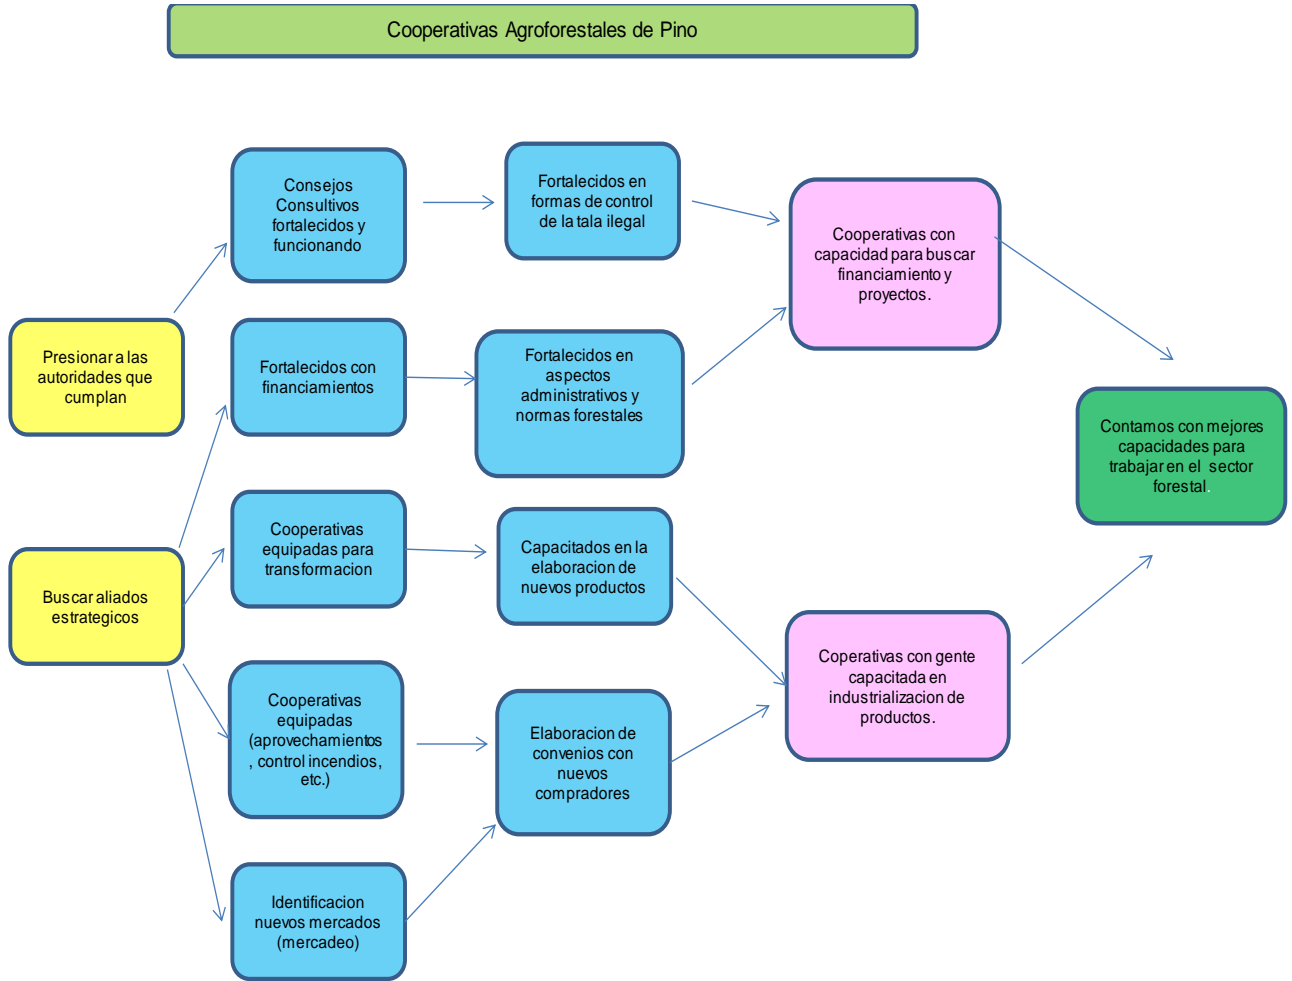 Cooperativas Agroforestales de Pino
Consejos
Consultivos
fortalecidos y
funcionando
Fortalecidos en
formas de control
de la tala ilegal
Cooperativas con
capacidad para buscar
financiamiento y
proyectos.
Presionar a las
autoridades que
cumplan
Fortalecidos con
financiamientos
Fortalecidos en
aspectos
administrativos y
normas forestales
Contamos con mejores
capacidades para
trabajar en el sector
forestal.
Cooperativas
equipadas para
transformacion
Capacitados en la
elaboracion de
nuevos productos
Buscar aliados
estrategicos
Coperativas con gente
capacitada en
industrializacion de
productos.
Cooperativas
equipadas
(aprovechamientos
, control incendios,
etc.)
Elaboracion de
convenios con
nuevos
compradores
Identificacion
nuevos mercados
(mercadeo)